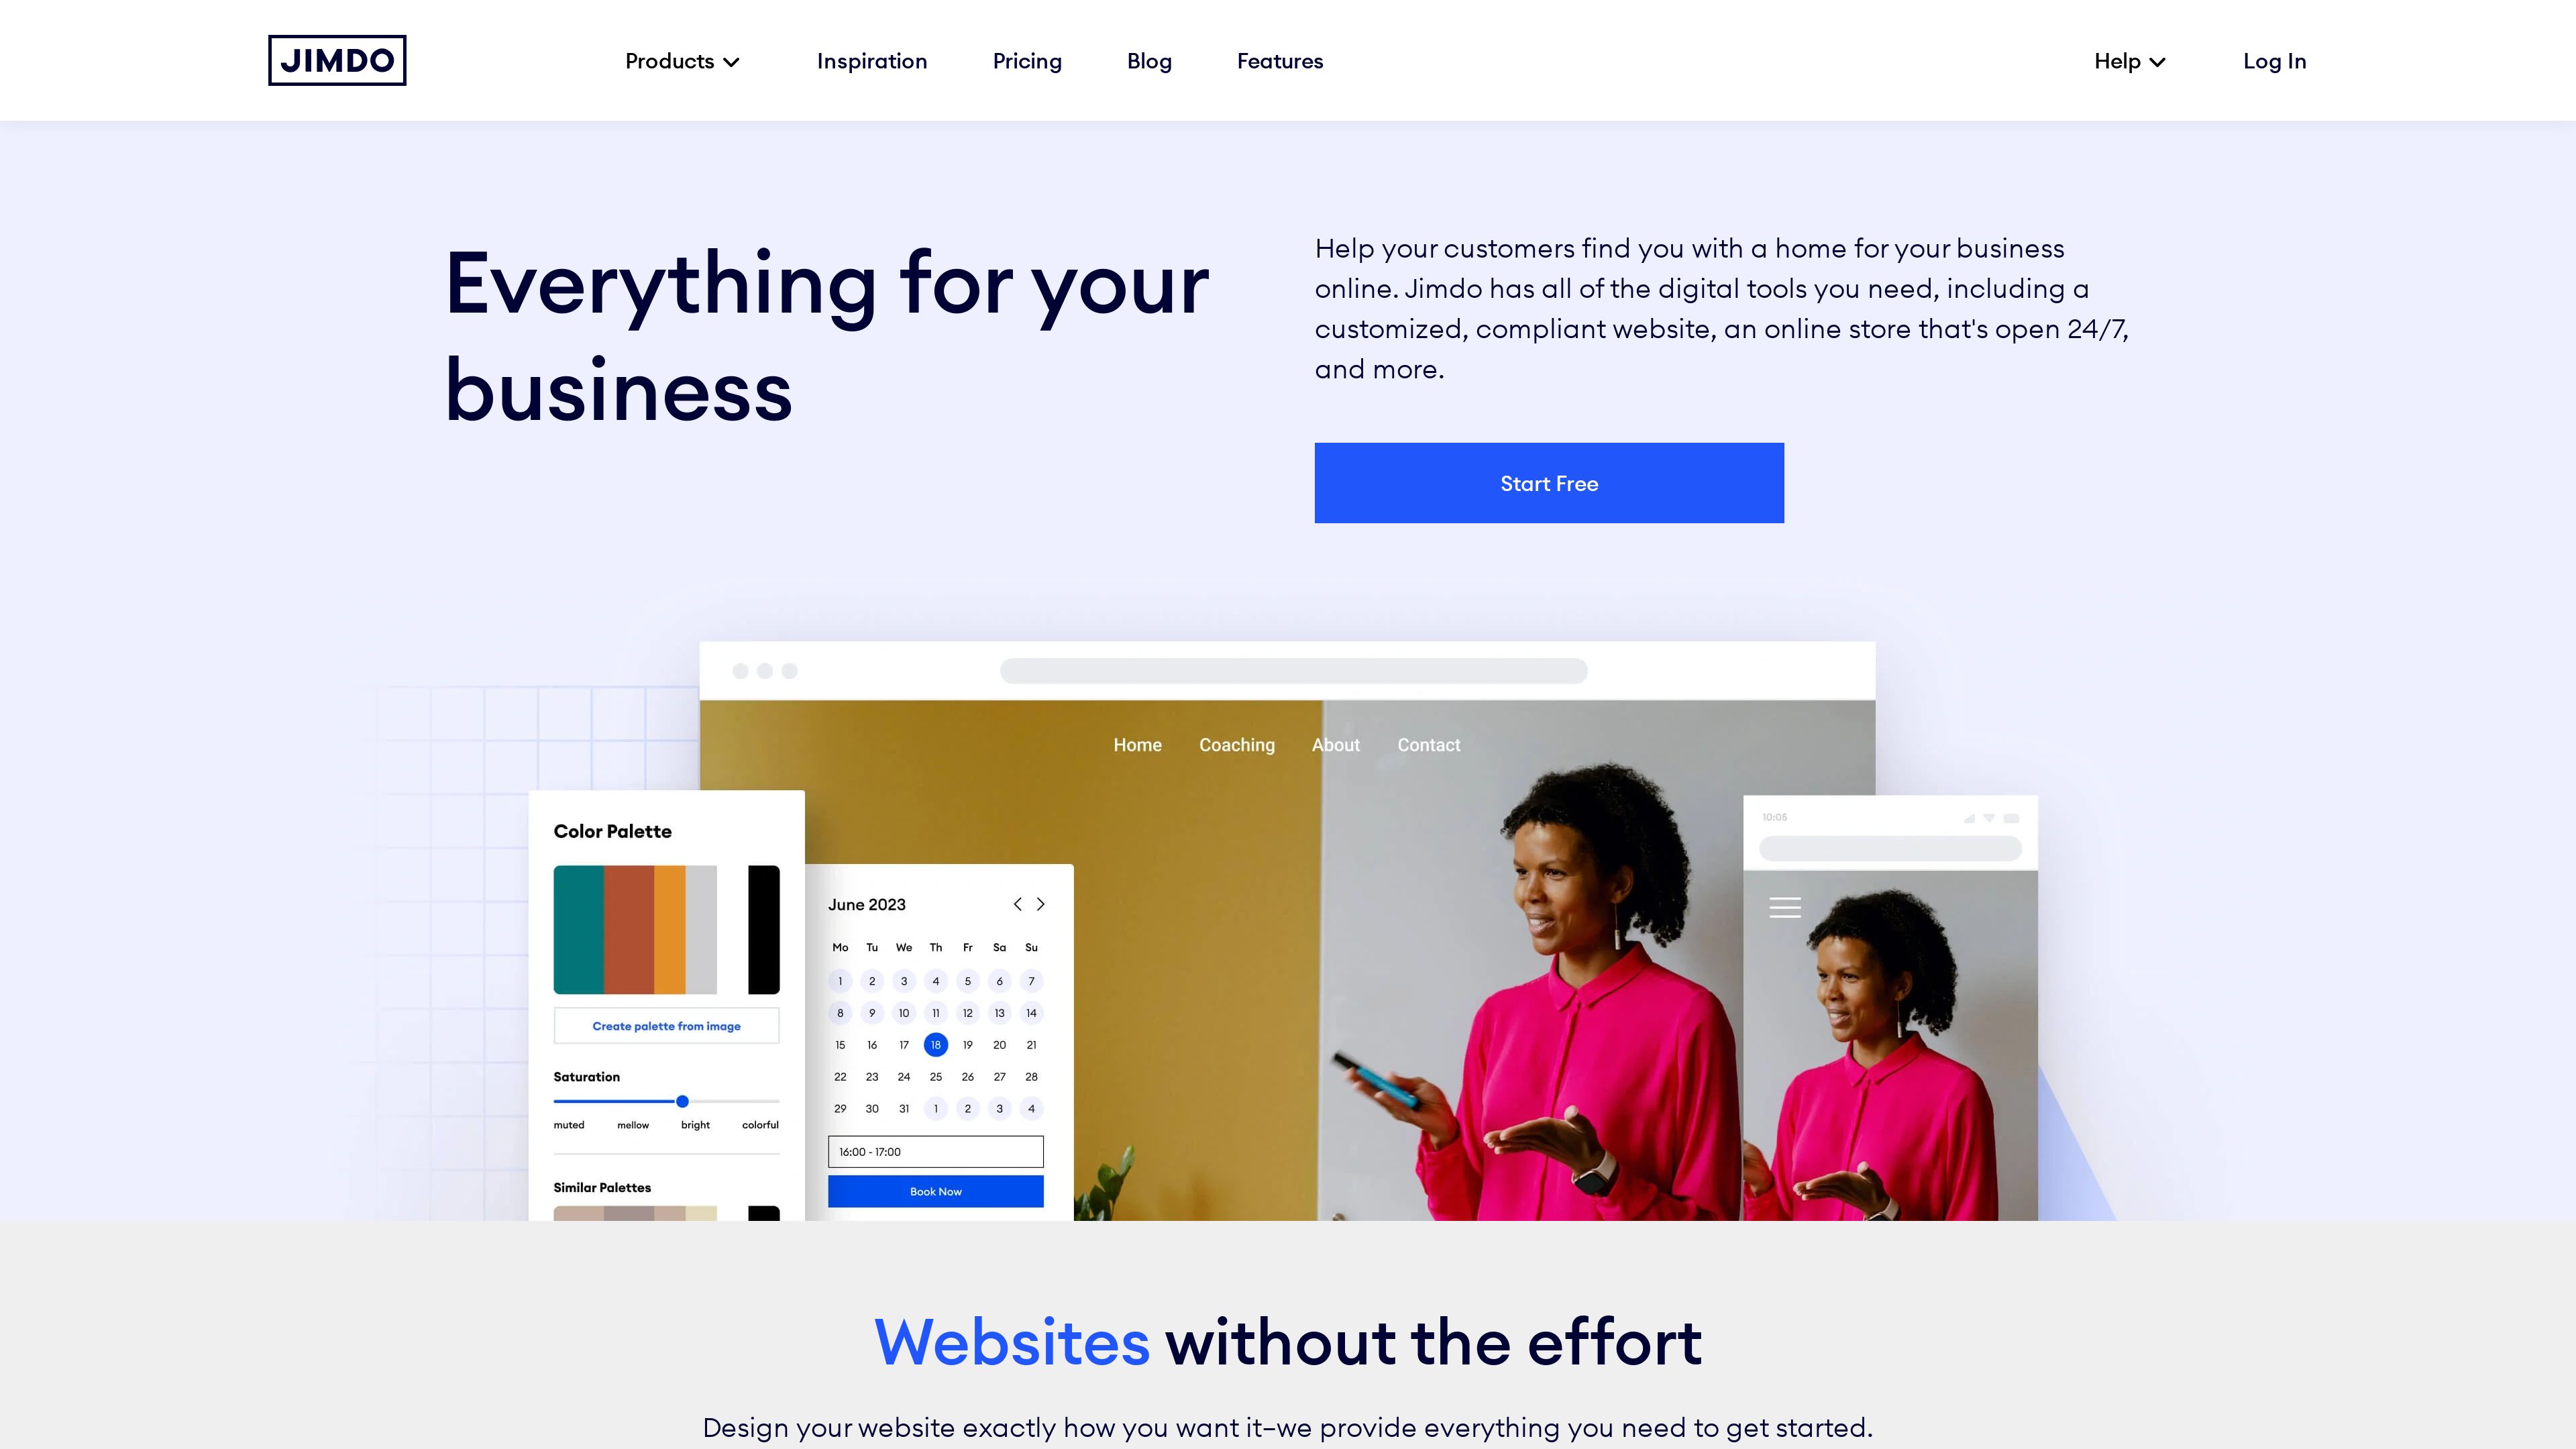 JIMDO
Products Inspiration Pricing Blog Features Help Log In
Everything for your
business
Help your customers find you with a home for your business
online. Jimdo has all of the digital tools you need, including a
customized, compliant website, an online store that's open 24/7,
and more.
Start Free
Home Coaching About Contact
Color Palette
Create palette from image
Saturation
muted mellow bright colorful
Similar Palettes
June 2023
Mo Tu We Th Fr Sa Su
1 2 3 4 5 6 7
8 9 10 11 12 13 14
15 16 17 18 19 20 21
22 23 24 25 26 27 28
29 30 31 1 2 3 4
16:00 - 17:00
Book Now
10:05
Websites without the effort
Design your website exactly how you want it–we provide everything you need to get started.